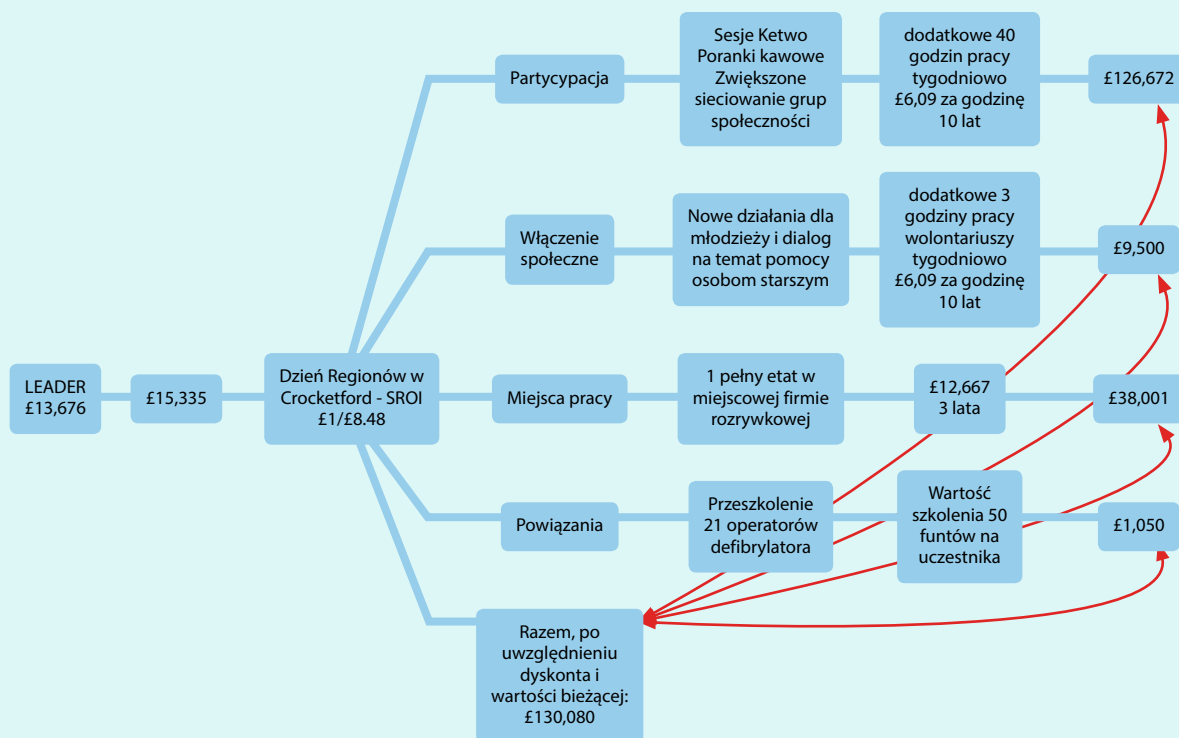 LEADER
£13,676
£15,335
Dzień Regionów w
Crocketford - SROI
£1/£8.48
Partycypacja
Sesje Ketwo
Poranki kawowe
Zwiększone
sieciowanie grup
społeczności
dodatkowe 40
godzin pracy
tygodniowo
£6,09 za godzinę
10 lat
£126,672
Włączenie
społeczne
Nowe działania dla
młodzieży i dialog
na temat pomocy
osobom starszym
dodatkowe 3
godziny pracy
wolontariuszy
tygodniowo
£6,09 za godzinę
10 lat
£9,500
Miejsca pracy
1 pełny etat w
miejscowej firmie
rozrywkowej
£12,667
3 lata
£38,001
Powiązania
Przeszkolenie
21 operatorów
defibrylatora
Wartość
szkolenia 50
funtów na
uczestnika
£1,050
Razem, po
uwzględnieniu
dyskonta i
wartości bieżącej:
£130,080